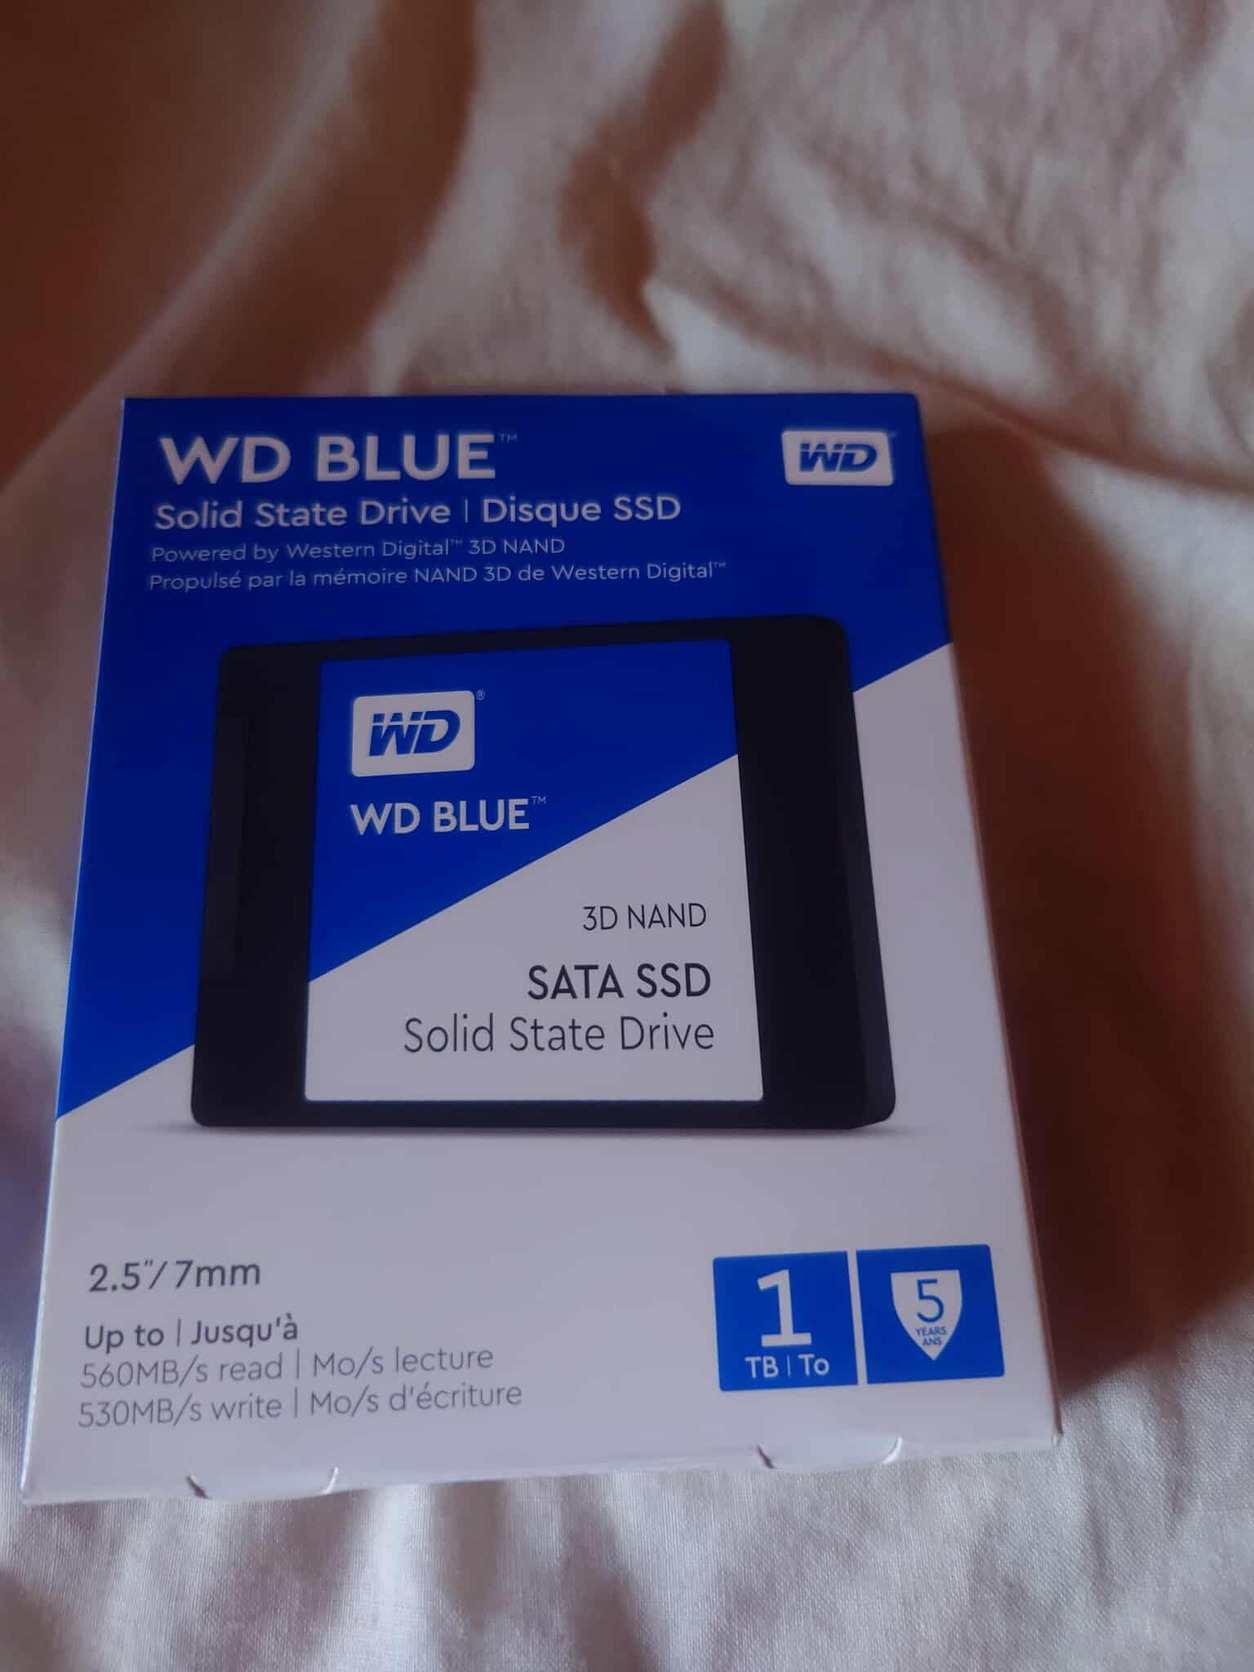 WD BLUE™
WD
Solid State Drive | Disque SSD
Powered by Western Digital™ 3D NAND
Propulsé par la mémoire NAND 3D de Western Digital™
WD®
WD BLUE™
3D NAND
SATA SSD
Solid State Drive
2.5"/7mm
Up to | Jusqu'à
560MB/s read | Mo/s lecture
530MB/s write | Mo/s d'écriture
1
TB | To
5
YEARS
ANS